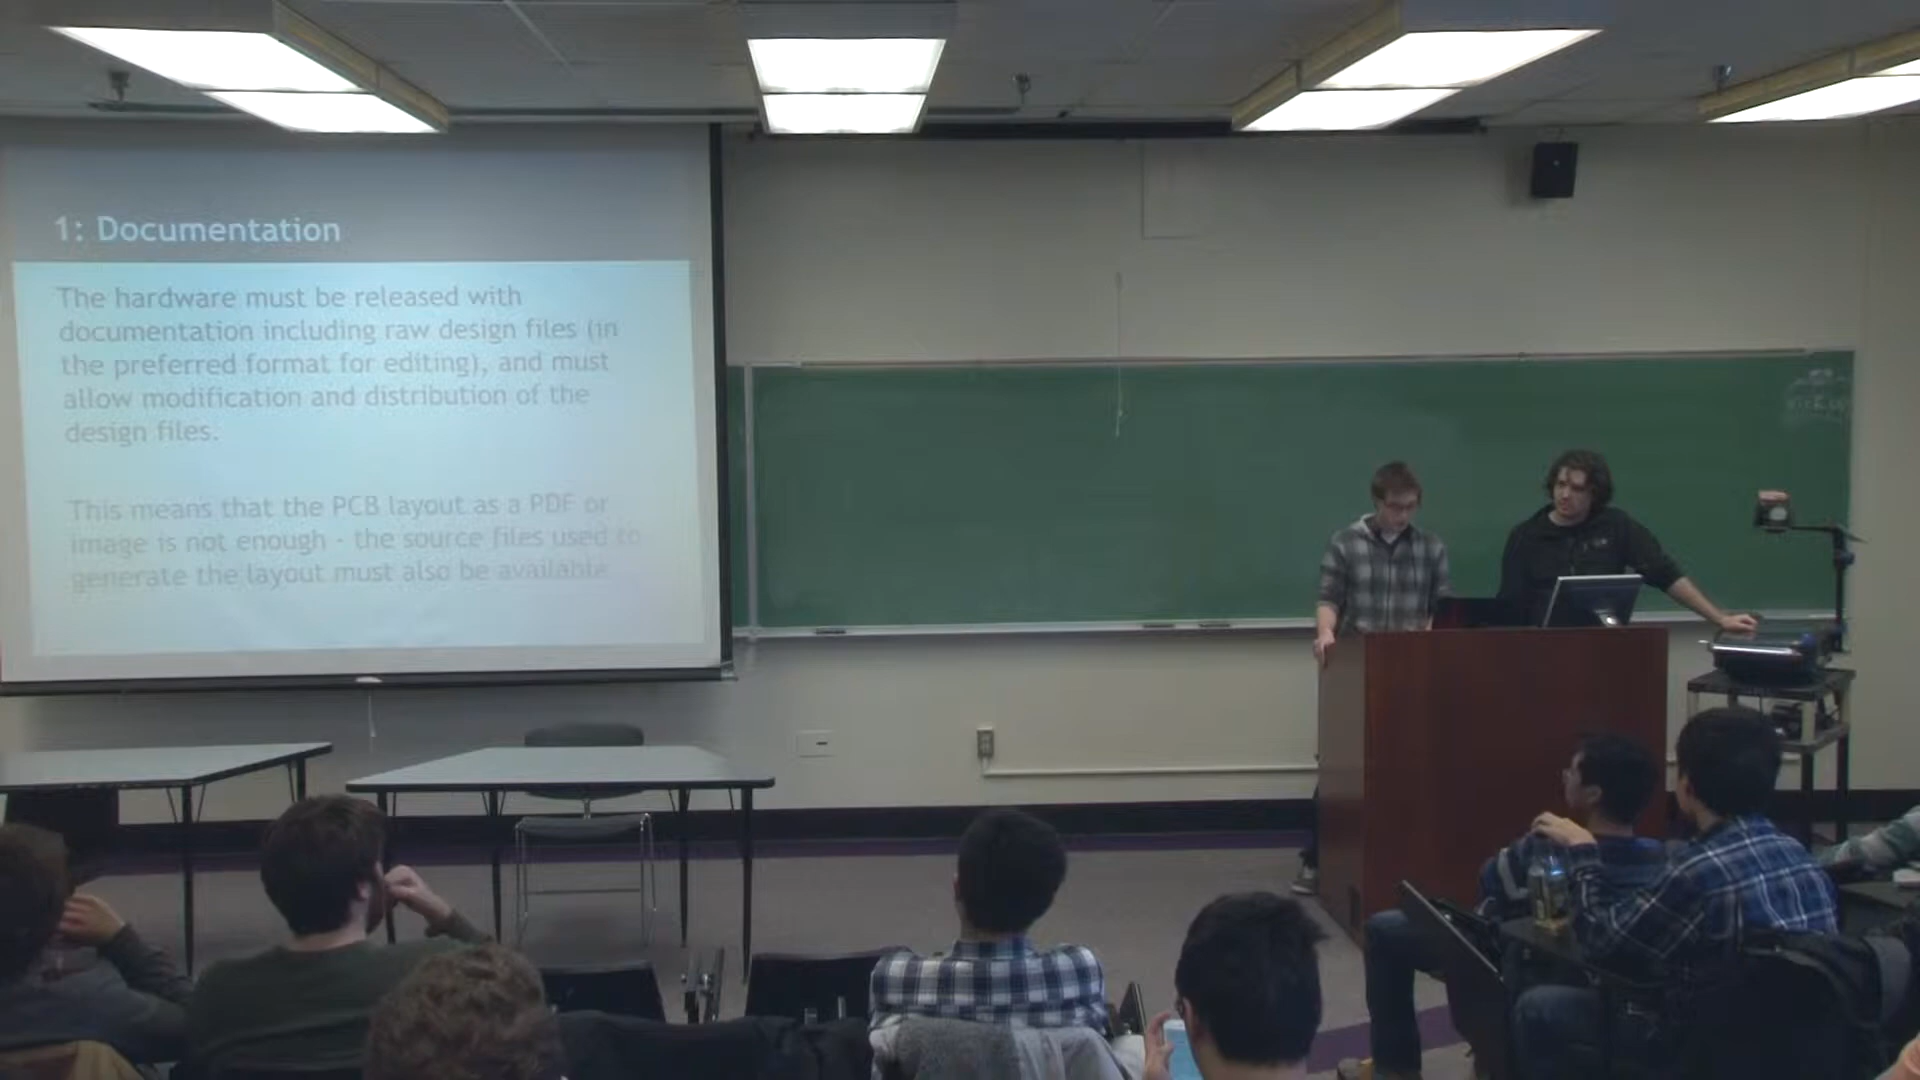 1: Documentation
The hardware must be released with
documentation including raw design files (in
the preferred format for editing), and must
allow modification and distribution of the
design files.
This means that the PCB layout as a PDF or
image is not enough - the source files used to
generate the layout must also be available